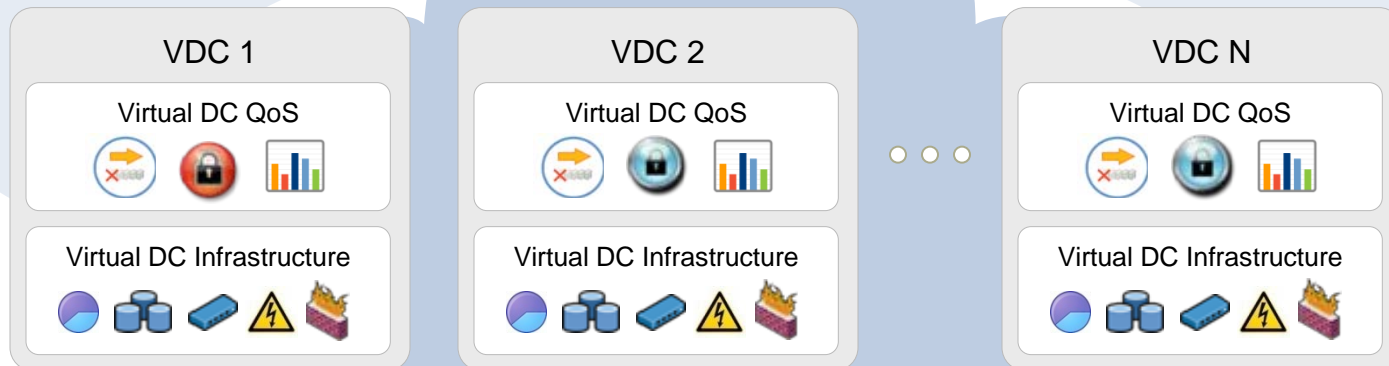 VDC 1
Virtual DC QoS
Virtual DC Infrastructure
VDC 2
Virtual DC QoS
Virtual DC Infrastructure
VDC N
Virtual DC QoS
Virtual DC Infrastructure